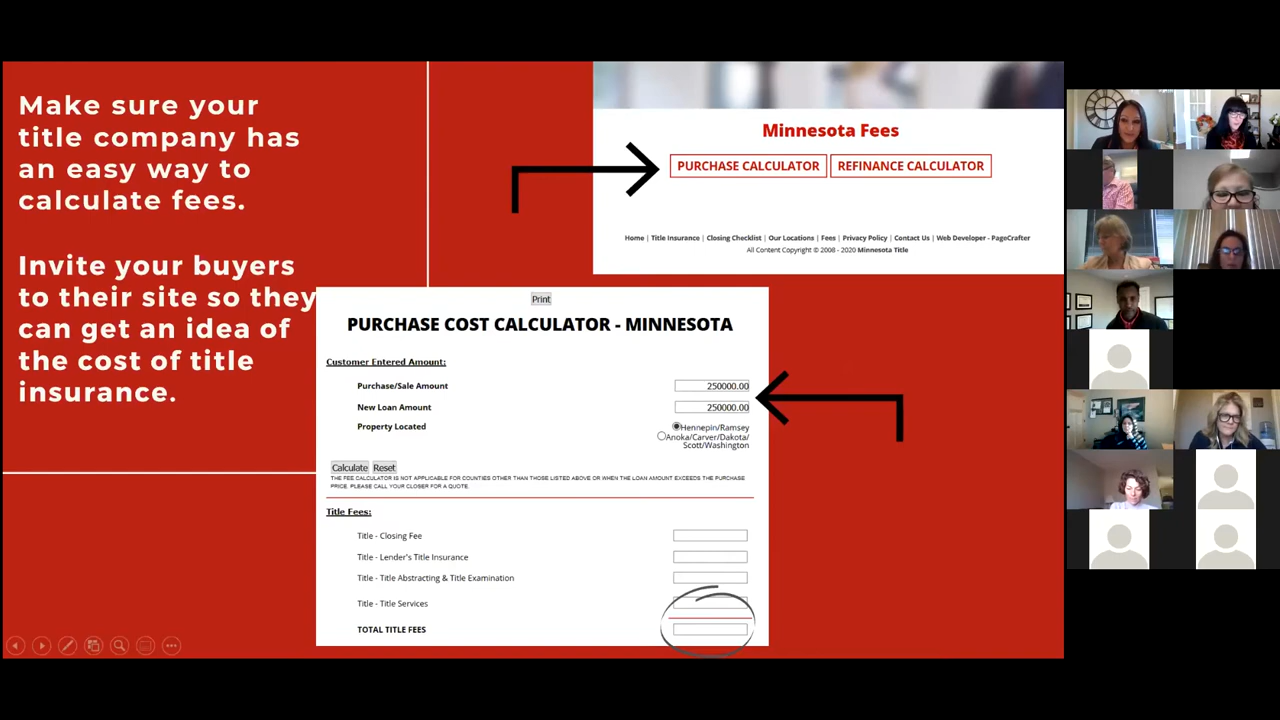 Make sure your
title company has
an easy way to
calculate fees.
Invite your buyers
to their site so they
can get an idea of
the cost of title
insurance.
Minnesota Fees
PURCHASE CALCULATOR REFINANCE CALCULATOR
Home | Title Insurance | Closing Checklist | Our Locations | Fees | Privacy Policy | Contact Us | Web Developer - PageCrafter
All Content Copyright © 2008 - 2020 Minnesota Title
Print
PURCHASE COST CALCULATOR - MINNESOTA
Customer Entered Amount:
Purchase/Sale Amount 250000.00
New Loan Amount 250000.00
Property Located Hennepin/Ramsey
Anoka/Carver/Dakota/
Scott/Washington
Calculate Reset
THE FEE CALCULATOR IS NOT APPLICABLE FOR COUNTIES OTHER THAN THOSE LISTED ABOVE OR WHEN THE LOAN AMOUNT EXCEEDS THE PURCHASE
PRICE. PLEASE CALL YOUR CLOSER FOR A QUOTE.
Title Fees:
Title - Closing Fee
Title - Lender's Title Insurance
Title - Title Abstracting & Title Examination
Title - Title Services
TOTAL TITLE FEES